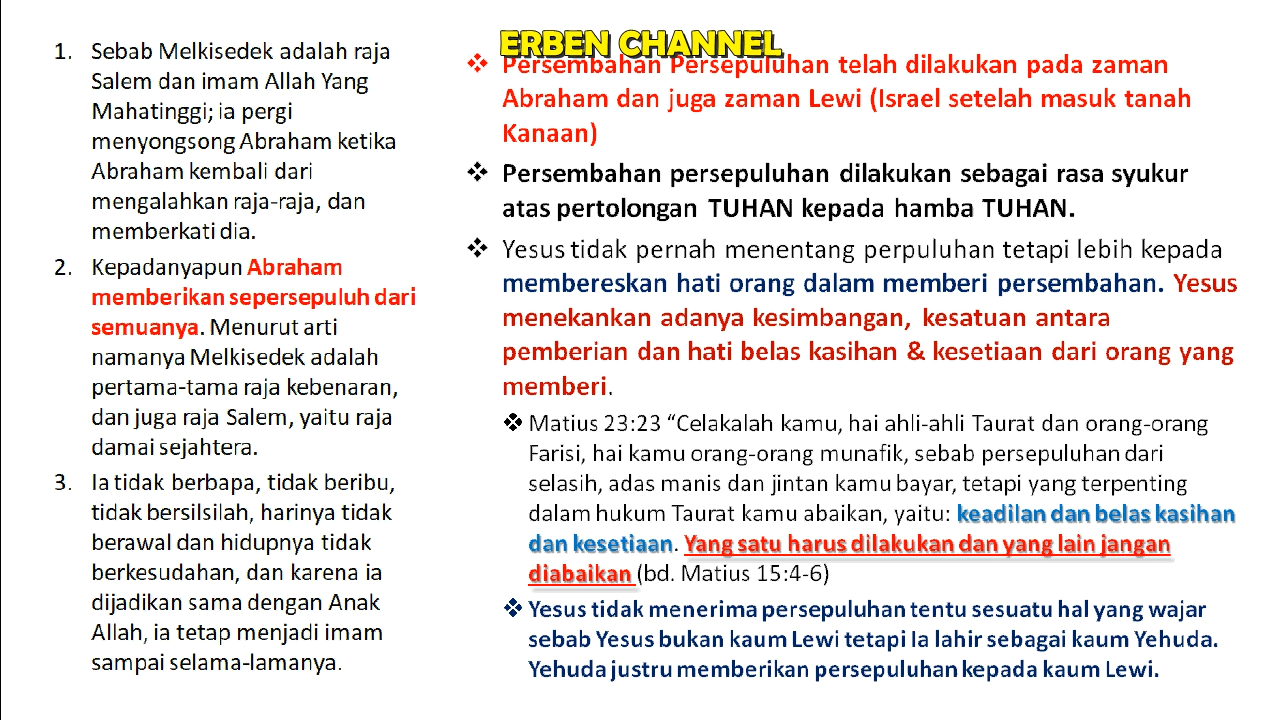 1. Sebab Melkisedek adalah raja
Salem dan imam Allah Yang
Mahatinggi; ia pergi
menyongsong Abraham ketika
Abraham kembali dari
mengalahkan raja-raja, dan
memberkati dia.
2. Kepadanyapun Abraham
memberikan sepersepuluh dari
semuanya. Menurut arti
namanya Melkisedek adalah
pertama-tama raja kebenaran,
dan juga raja Salem, yaitu raja
damai sejahtera.
3. Ia tidak berbapa, tidak beribu,
tidak bersilsilah, harinya tidak
berawal dan hidupnya tidak
berkesudahan, dan karena ia
dijadikan sama dengan Anak
Allah, ia tetap menjadi imam
sampai selama-lamanya.
ERBEN CHANNEL
❖ Persembahan Persepuluhan telah dilakukan pada zaman
Abraham dan juga zaman Lewi (Israel setelah masuk tanah
Kanaan)
❖ Persembahan persepuluhan dilakukan sebagai rasa syukur
atas pertolongan TUHAN kepada hamba TUHAN.
❖ Yesus tidak pernah menentang perpuluhan tetapi lebih kepada
membereskan hati orang dalam memberi persembahan. Yesus
menekankan adanya kesimbangan, kesatuan antara
pemberian dan hati belas kasihan & kesetiaan dari orang yang
memberi.
❖ Matius 23:23 “Celakalah kamu, hai ahli-ahli Taurat dan orang-orang
Farisi, hai kamu orang-orang munafik, sebab persepuluhan dari
selasih, adas manis dan jintan kamu bayar, tetapi yang terpenting
dalam hukum Taurat kamu abaikan, yaitu: keadilan dan belas kasihan
dan kesetiaan. Yang satu harus dilakukan dan yang lain jangan
diabaikan (bd. Matius 15:4-6)
❖ Yesus tidak menerima persepuluhan tentu sesuatu hal yang wajar
sebab Yesus bukan kaum Lewi tetapi Ia lahir sebagai kaum Yehuda.
Yehuda justru memberikan persepuluhan kepada kaum Lewi.